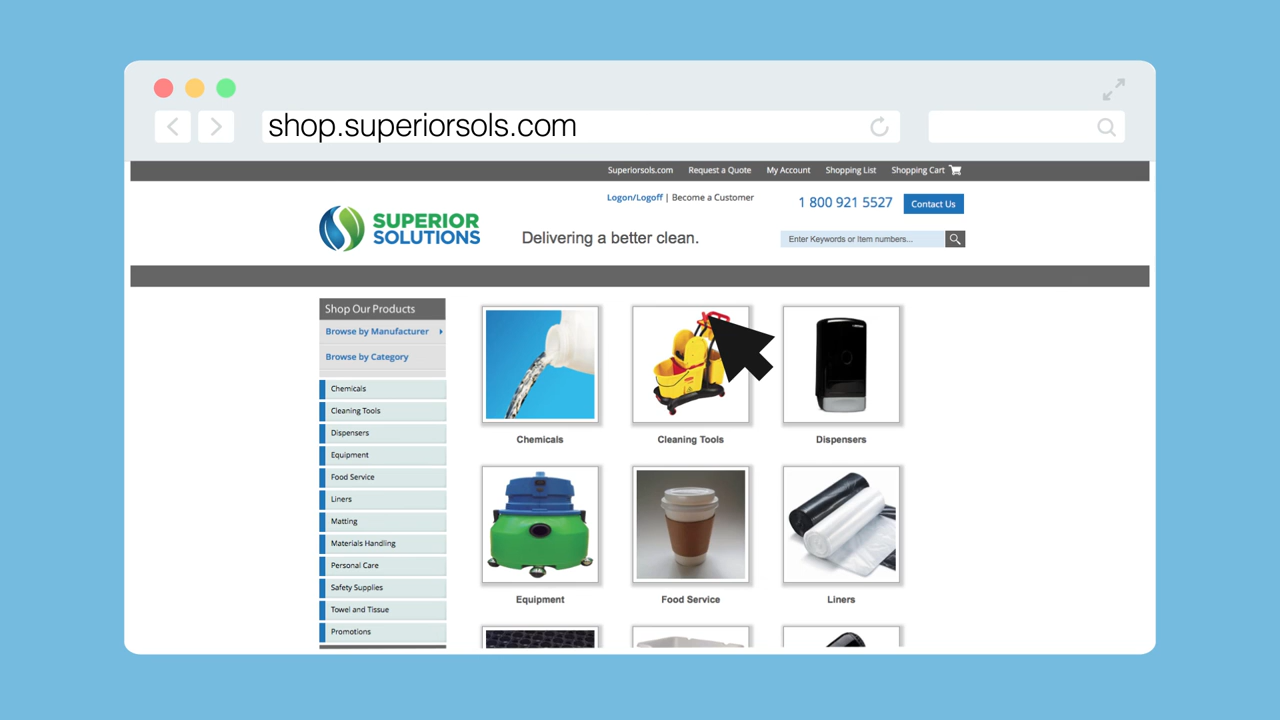 shop.superiorsols.com
Superiorsols.com Request a Quote My Account Shopping List Shopping Cart
Logon/Logoff | Become a Customer
1 800 921 5527 Contact Us
SUPERIOR
SOLUTIONS
Delivering a better clean.
Enter Keywords or Item numbers...
Shop Our Products
Browse by Manufacturer
Browse by Category
Chemicals
Cleaning Tools
Dispensers
Equipment
Food Service
Liners
Matting
Materials Handling
Personal Care
Safety Supplies
Towel and Tissue
Promotions
Chemicals Cleaning Tools Dispensers
Equipment Food Service Liners